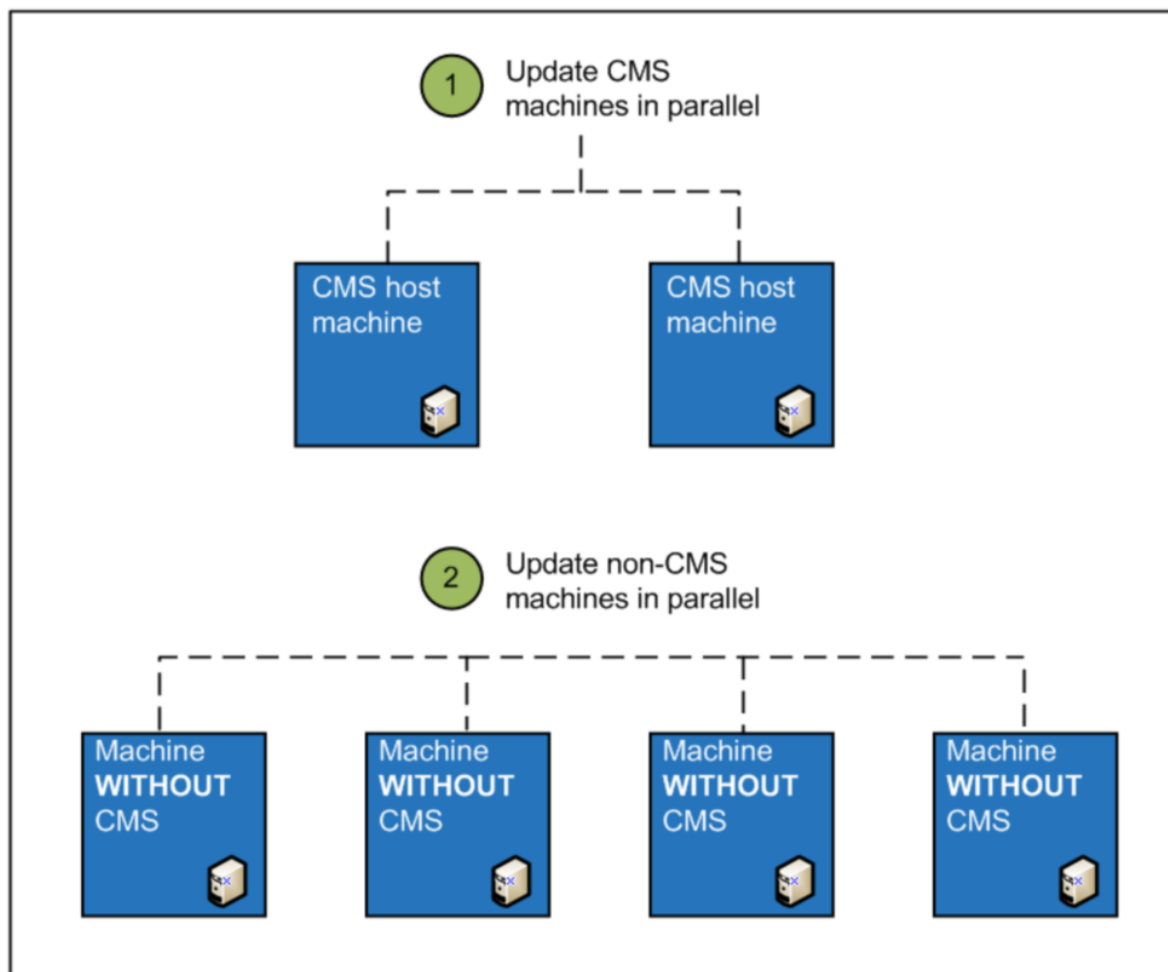 1
Update CMS
machines in parallel
CMS host
machine
CMS host
machine
2
Update non-CMS
machines in parallel
Machine
WITHOUT
CMS
Machine
WITHOUT
CMS
Machine
WITHOUT
CMS
Machine
WITHOUT
CMS